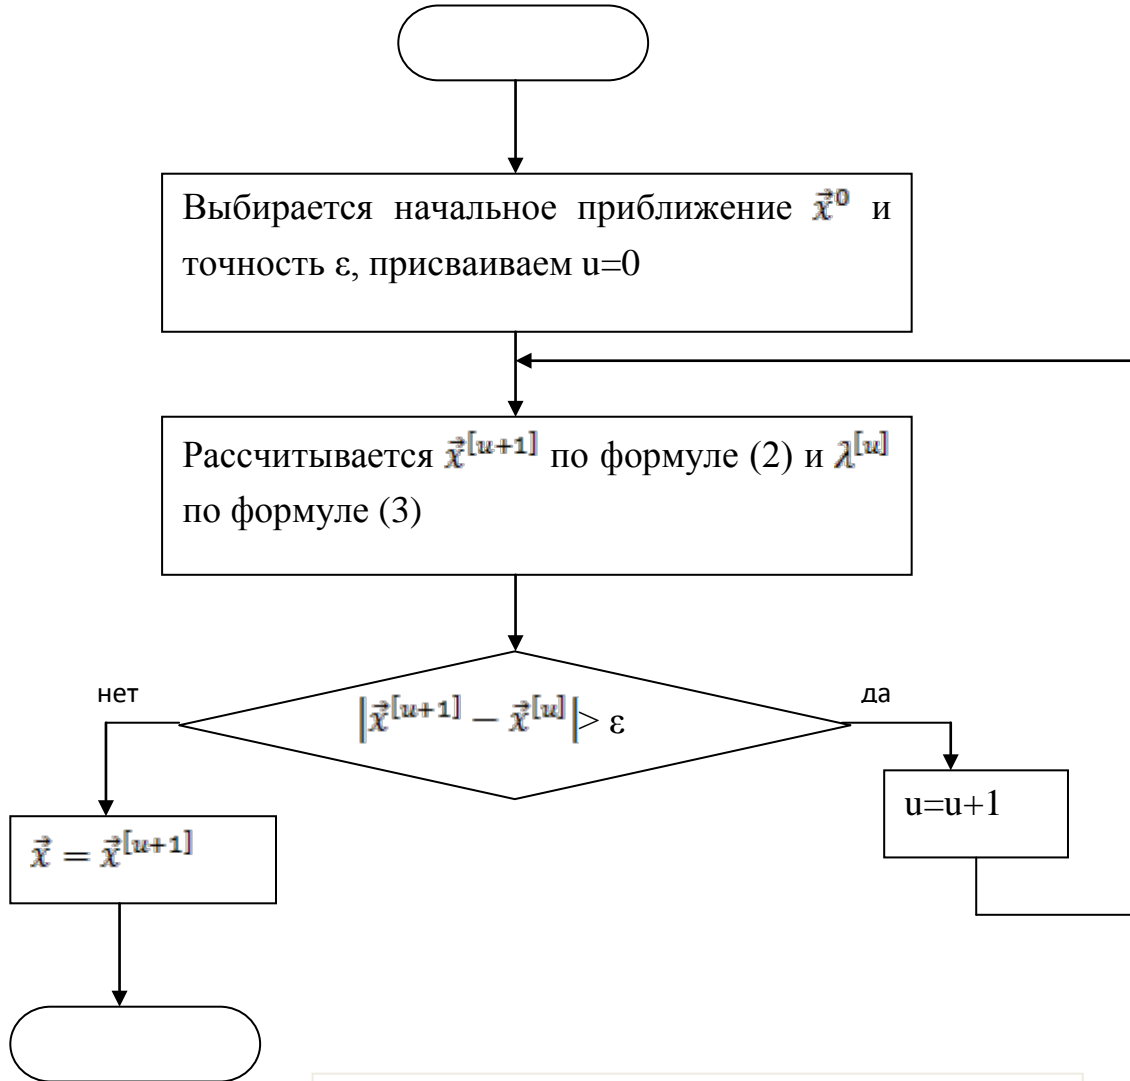 Выбирается начальное приближение x⃗⁰ и
точность ε, присваиваем u=0
Рассчитывается x⃗^[u+1] по формуле (2) и λ^[u]
по формуле (3)
нет
|x⃗^[u+1] − x⃗^[u]| > ε
да
u=u+1
x⃗ = x⃗^[u+1]